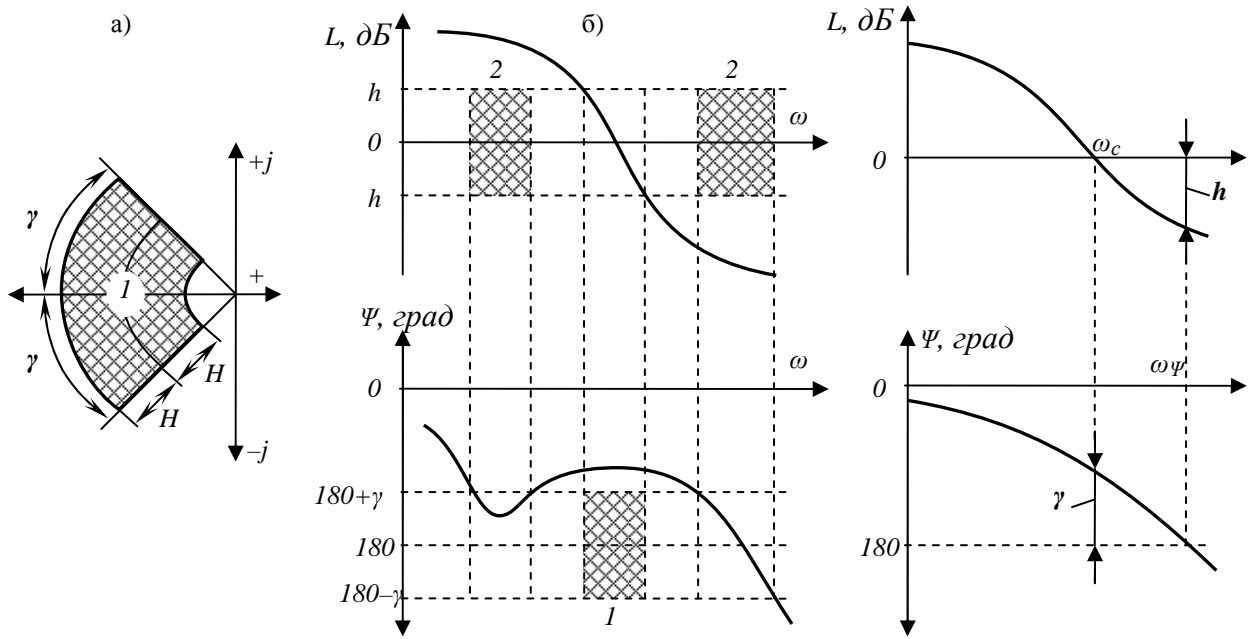 а)
γ
γ
1
+j
+
–j
H
H
б)
L, дБ
2
2
h
0
h
ω
Ψ, град
0
ω
180+γ
180
180–γ
1
L, дБ
0
ωc
h
Ψ, град
0
ωΨ
γ
180